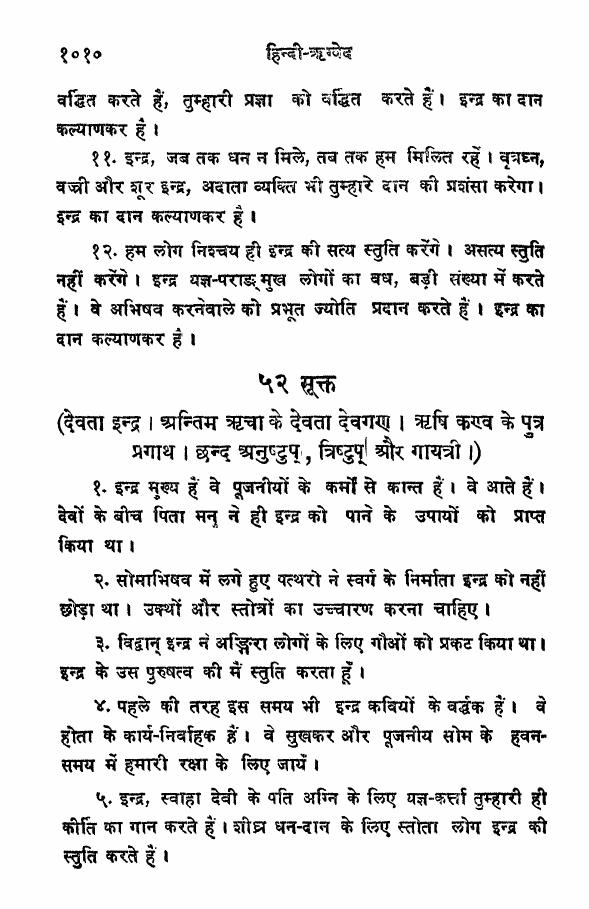 १०१०
हिन्दी-ऋग्वेद
वर्द्धित करते हैं, तुम्हारी प्रज्ञा को वर्द्धित करते हैं। इन्द्र का दान
कल्याणकर है।
११. इन्द्र, जब तक धन न मिले, तब तक हम मिलित रहें। वृत्रघ्न,
वज्री और शूर इन्द्र, अदाता व्यक्ति भी तुम्हारे दान की प्रशंसा करेगा।
इन्द्र का दान कल्याणकर है।
१२. हम लोग निश्चय ही इन्द्र की सत्य स्तुति करेंगे। असत्य स्तुति
नहीं करेंगे। इन्द्र यज्ञ-पराङ्मुख लोगों का वध, बड़ी संख्या में करते
हैं। वे अभिषव करनेवाले को प्रभूत ज्योति प्रदान करते हैं। इन्द्र का
दान कल्याणकर है।
५२ सूक्त
(देवता इन्द्र। अन्तिम ऋचा के देवता देवगण। ऋषि कण्व के पुत्र
प्रगाथ। छन्द अनुष्टुप्, त्रिष्टुप् और गायत्री।)
१. इन्द्र मुख्य हैं वे पूजनीयों के कर्मों से कान्त हैं। वे आते हैं।
देवों के बीच पिता मनु ने ही इन्द्र को पाने के उपायों को प्राप्त
किया था।
२. सोमाभिषव में लगे हुए पत्थरो ने स्वर्ग के निर्माता इन्द्र को नहीं
छोड़ा था। उक्थों और स्तोत्रों का उच्चारण करना चाहिए।
३. विद्वान् इन्द्र ने अङ्गिरा लोगों के लिए गौओं को प्रकट किया था।
इन्द्र के उस पुरुषत्व की मैं स्तुति करता हूँ।
४. पहले की तरह इस समय भी इन्द्र कवियों के वर्द्धक हैं। वे
होता के कार्य-निर्वाहक हैं। वे सुखकर और पूजनीय सोम के हवन-
समय में हमारी रक्षा के लिए जायँ।
५. इन्द्र, स्वाहा देवी के पति अग्नि के लिए यज्ञ-कर्त्ता तुम्हारी ही
कीर्ति का गान करते हैं। शीघ्र धन-दान के लिए स्तोता लोग इन्द्र की
स्तुति करते हैं।